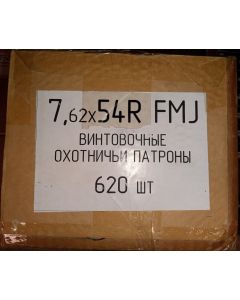 7,62x54R FMJ
ВИНТОВОЧНЫЕ
ОХОТНИЧЬИ ПАТРОНЫ
620 шт